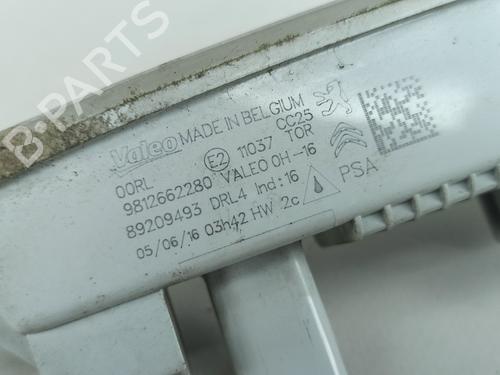 Valeo MADE IN BELGIUM
CC25
00RL E2 11037 TOR
9812662280 VALEO 0H-16
89209493 DRL4 Ind:16 PSA
05/06/16 03h42 HW 2c
B-PARTS